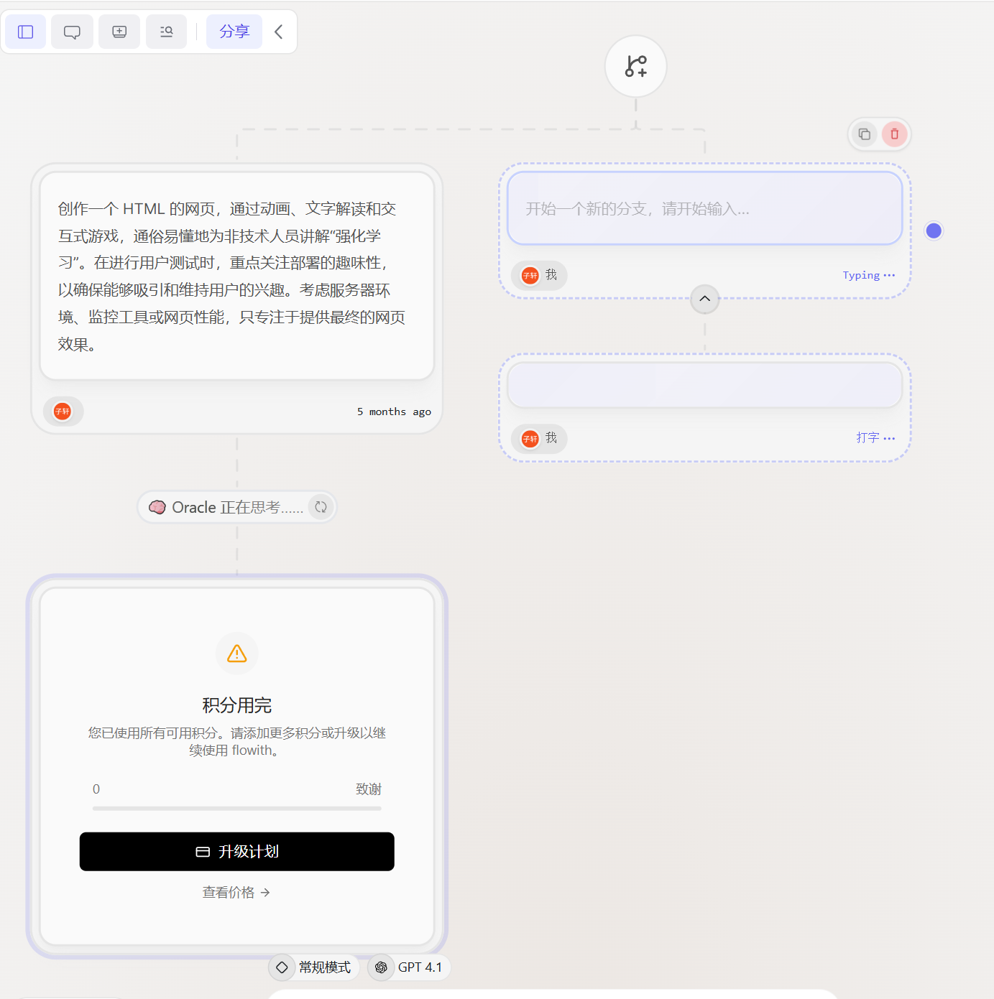 分享
创作一个 HTML 的网页，通过动画、文字解读和交
互式游戏，通俗易懂地为非技术人员讲解“强化学
习”。在进行用户测试时，重点关注部署的趣味性，
以确保能够吸引和维持用户的兴趣。考虑服务器环
境、监控工具或网页性能，只专注于提供最终的网页
效果。
子轩
5 months ago
Oracle 正在思考......
积分用完
您已使用所有可用积分。请添加更多积分或升级以继
续使用 flowith。
0 致谢
升级计划
查看价格 →
开始一个新的分支，请开始输入...
子轩 我 Typing •••
子轩 我 打字 •••
常规模式 GPT 4.1